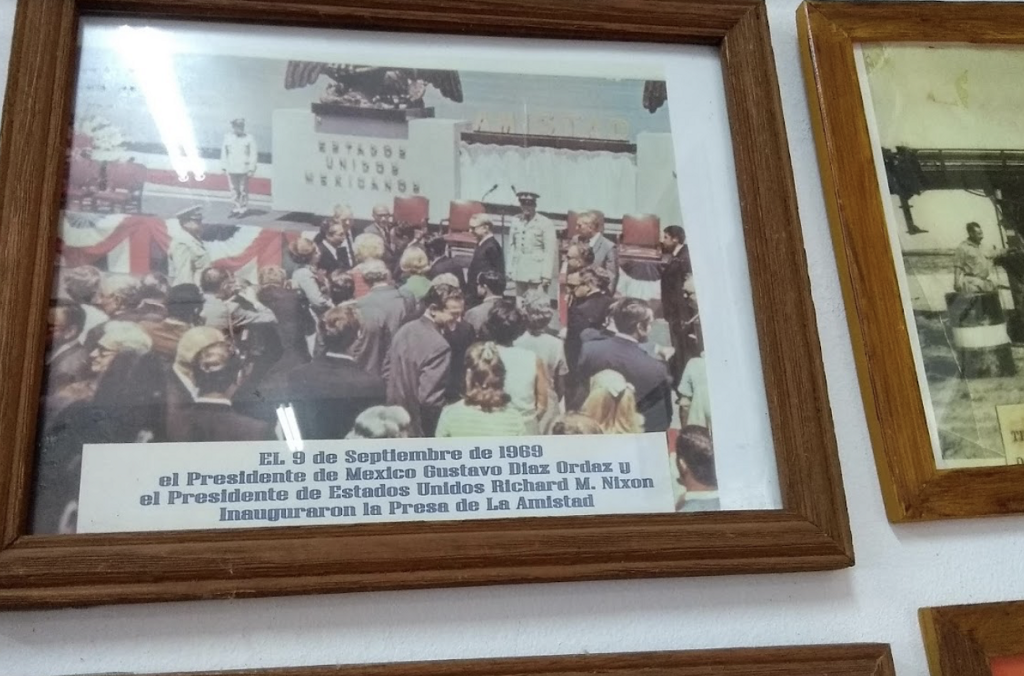 ESTADOS
UNIDOS
MEXICANOS
EL 9 de Septiembre de 1969
el Presidente de Mexico Gustavo Diaz Ordaz y
el Presidente de Estados Unidos Richard M. Nixon
Inauguraron la Presa de La Amistad